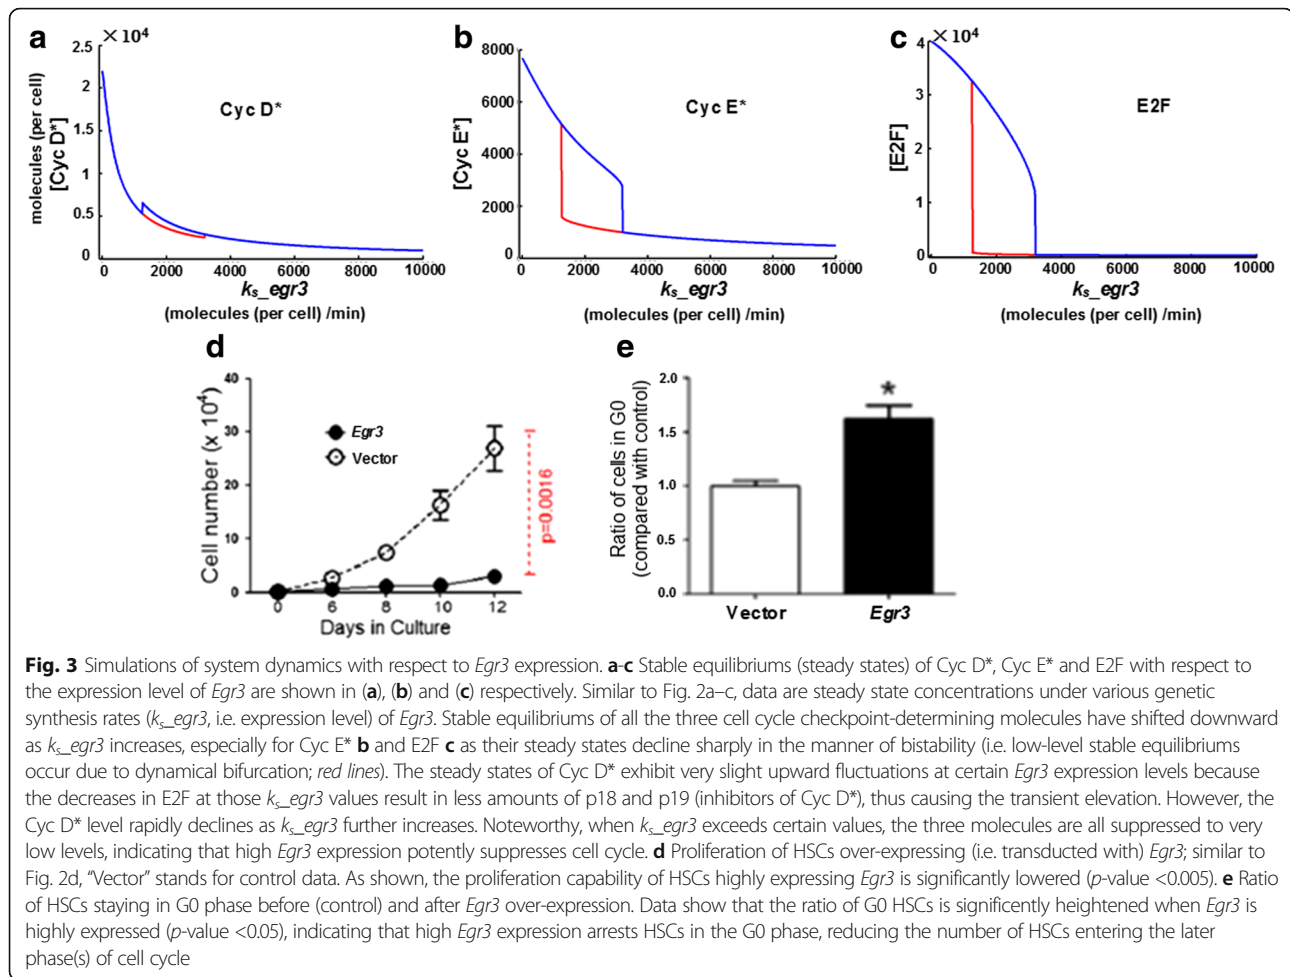 a
× 10⁴
2.5
2
1.5
1
0.5
0
molecules (per cell)
[Cyc D*]
Cyc D*
0 2000 4000 6000 8000 10000
kₛ_egr3
(molecules (per cell) /min)
b
8000
6000
4000
2000
0
[Cyc E*]
Cyc E*
0 2000 4000 6000 8000 10000
kₛ_egr3
(molecules (per cell) /min)
c
× 10⁴
4
3
2
1
0
[E2F]
E2F
0 2000 4000 6000 8000 10000
kₛ_egr3
(molecules (per cell) /min)
d
40
30
20
10
0
Cell number (x 10⁴)
Egr3
Vector
p=0.0016
0 6 8 10 12
Days in Culture
e
2.0
1.5
1.0
0.5
0.0
Ratio of cells in G0
(compared with control)
*
Vector Egr3
Fig. 3 Simulations of system dynamics with respect to Egr3 expression. a-c Stable equilibriums (steady states) of Cyc D*, Cyc E* and E2F with respect to
the expression level of Egr3 are shown in (a), (b) and (c) respectively. Similar to Fig. 2a–c, data are steady state concentrations under various genetic
synthesis rates (kₛ_egr3, i.e. expression level) of Egr3. Stable equilibriums of all the three cell cycle checkpoint-determining molecules have shifted downward
as kₛ_egr3 increases, especially for Cyc E* b and E2F c as their steady states decline sharply in the manner of bistability (i.e. low-level stable equilibriums
occur due to dynamical bifurcation; red lines). The steady states of Cyc D* exhibit very slight upward fluctuations at certain Egr3 expression levels because
the decreases in E2F at those kₛ_egr3 values result in less amounts of p18 and p19 (inhibitors of Cyc D*), thus causing the transient elevation. However, the
Cyc D* level rapidly declines as kₛ_egr3 further increases. Noteworthy, when kₛ_egr3 exceeds certain values, the three molecules are all suppressed to very
low levels, indicating that high Egr3 expression potently suppresses cell cycle. d Proliferation of HSCs over-expressing (i.e. transducted with) Egr3; similar to
Fig. 2d, “Vector” stands for control data. As shown, the proliferation capability of HSCs highly expressing Egr3 is significantly lowered (p-value <0.005). e Ratio
of HSCs staying in G0 phase before (control) and after Egr3 over-expression. Data show that the ratio of G0 HSCs is significantly heightened when Egr3 is
highly expressed (p-value <0.05), indicating that high Egr3 expression arrests HSCs in the G0 phase, reducing the number of HSCs entering the later
phase(s) of cell cycle